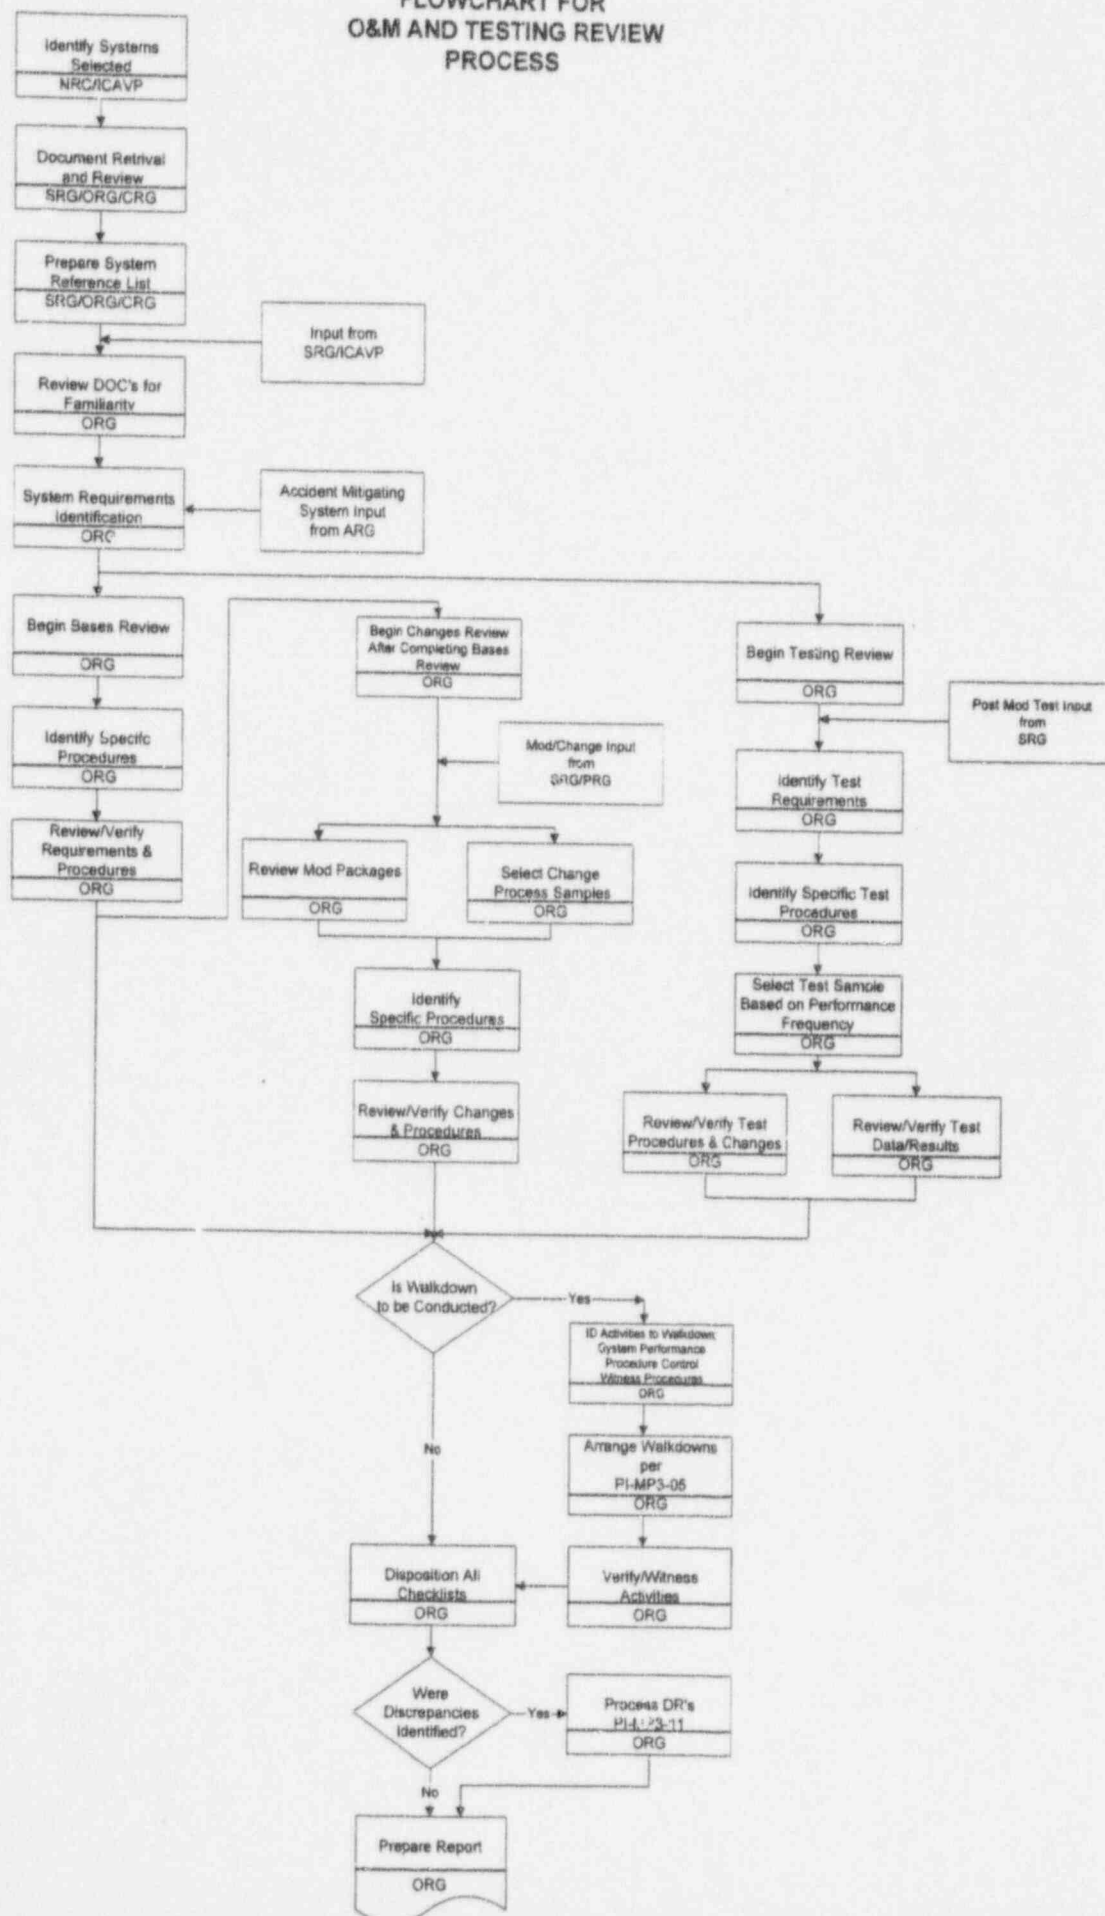 FLOWCHART FOR
O&M AND TESTING REVIEW
PROCESS
Identify Systems
Selected
NRC/ICAVP
Document Retrival
and Review
SRG/ORG/CRG
Prepare System
Reference List
SRG/ORG/CRG
Input from
SRG/ICAVP
Review DOC's for
Familiarity
ORG
System Requirements
Identification
ORG
Accident Mitigating
System Input
from ARG
Begin Bases Review
ORG
Identify Specifc
Procedures
ORG
Review/Verify
Requirements &
Procedures
ORG
Begin Changes Review
After Completing Bases
Review
ORG
Mod/Change Input
from
SRG/PRG
Review Mod Packages
ORG
Select Change
Process Samples
ORG
Identify
Specific Procedures
ORG
Review/Verify Changes
& Procedures
ORG
Begin Testing Review
ORG
Post Mod Test Input
from
SRG
Identify Test
Requirements
ORG
Identify Specific Test
Procedures
ORG
Select Test Sample
Based on Performance
Frequency
ORG
Review/Verify Test
Procedures & Changes
ORG
Review/Verify Test
Data/Results
ORG
Is Walkdown
to be Conducted?
Yes
ID Activities to Walkdown
System Performance
Procedure Control
Witness Procedures
ORG
No
Arrange Walkdowns
per
PI-MP3-05
ORG
Disposition All
Checklists
ORG
Verify/Witness
Activities
ORG
Were
Discrepancies
Identified?
Yes
Process DR's
ORG
No
Prepare Report
ORG